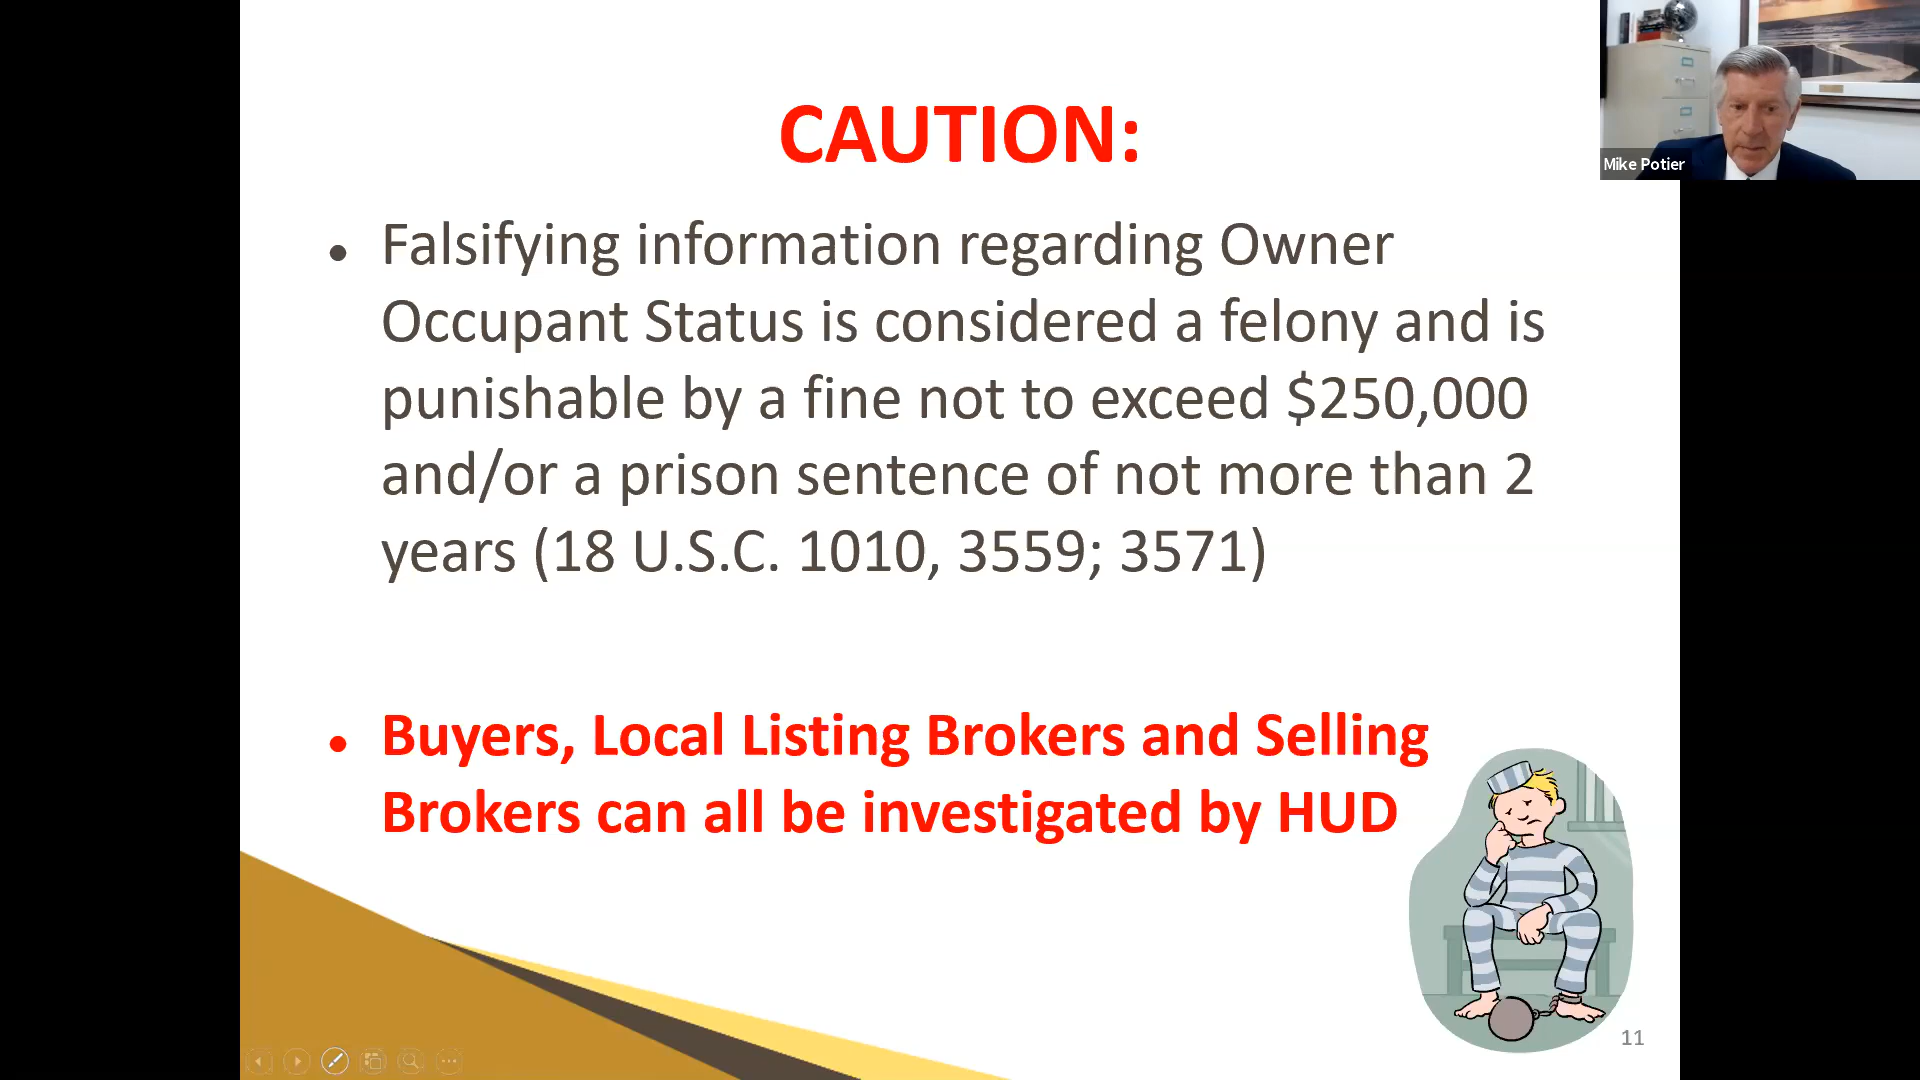 CAUTION:
• Falsifying information regarding Owner
Occupant Status is considered a felony and is
punishable by a fine not to exceed $250,000
and/or a prison sentence of not more than 2
years (18 U.S.C. 1010, 3559; 3571)
• Buyers, Local Listing Brokers and Selling
Brokers can all be investigated by HUD
11
Mike Potier